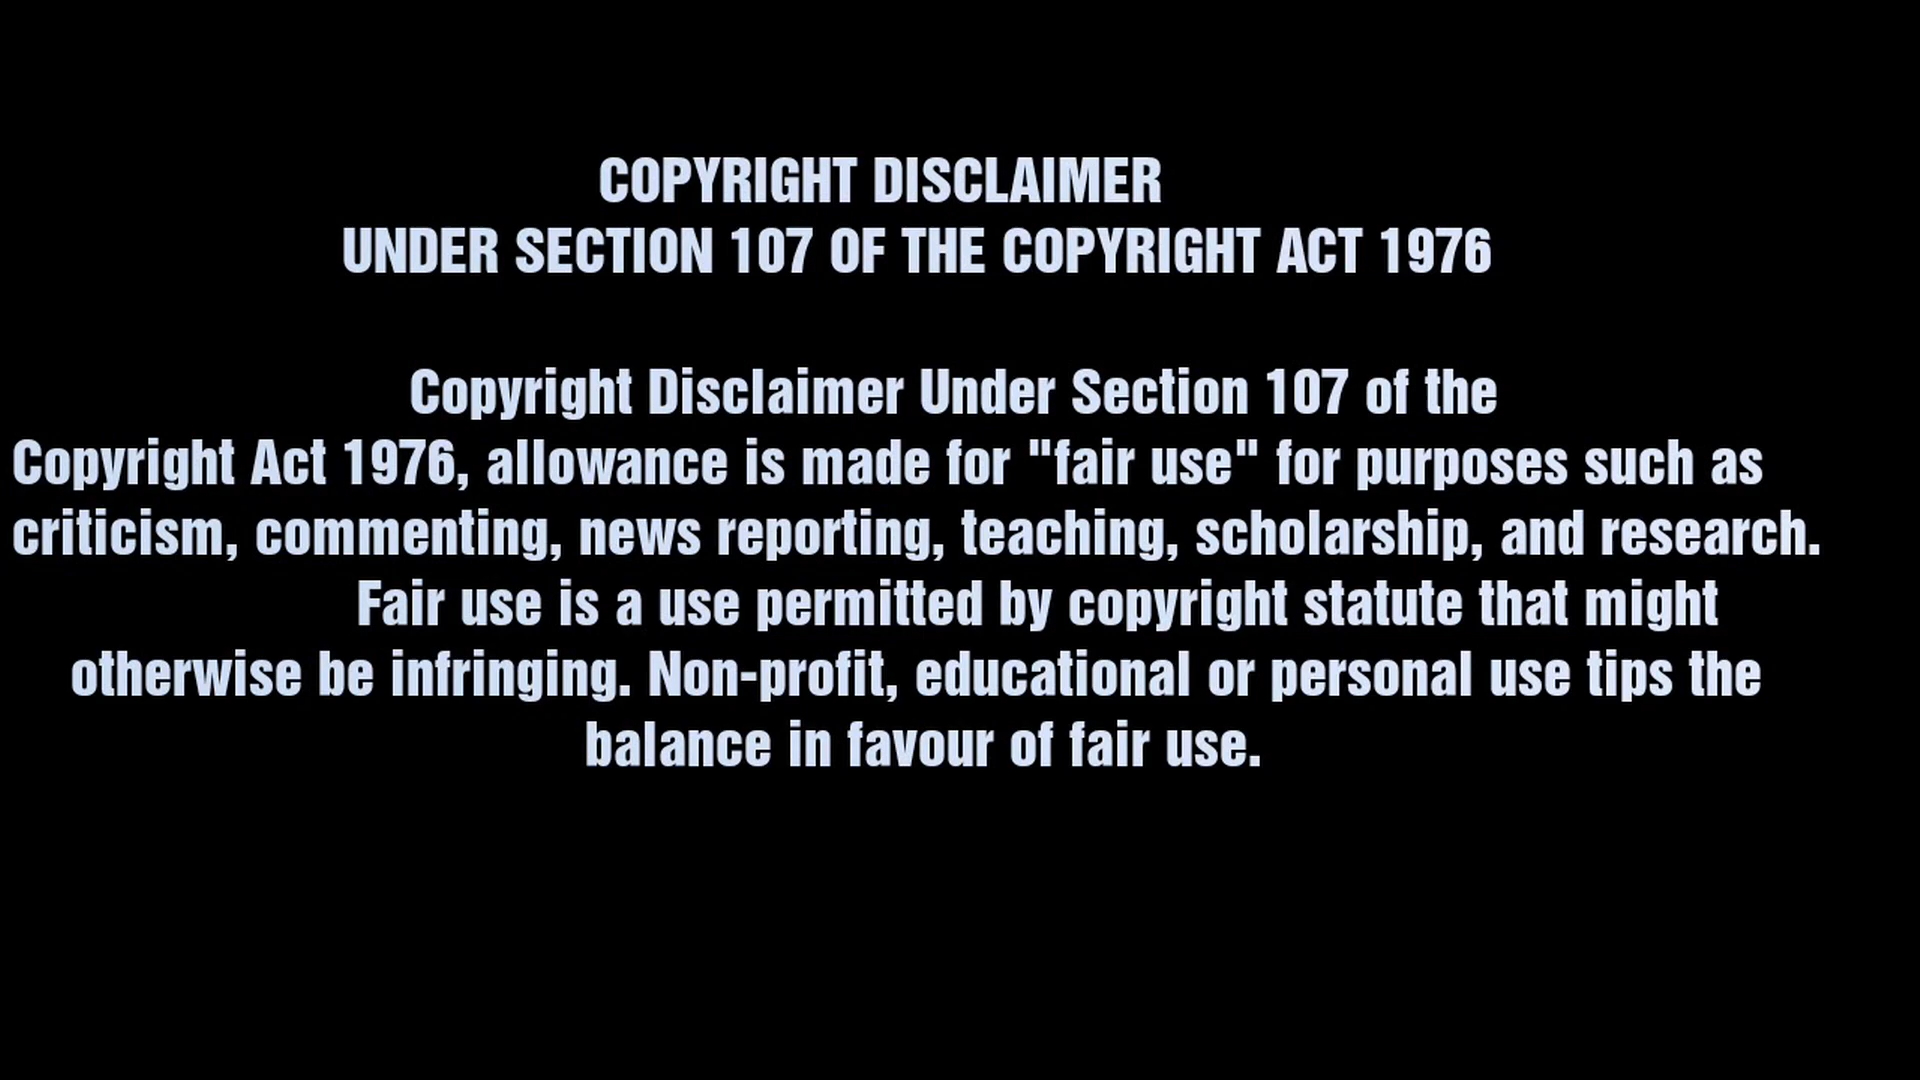 COPYRIGHT DISCLAIMER
UNDER SECTION 107 OF THE COPYRIGHT ACT 1976
Copyright Disclaimer Under Section 107 of the
Copyright Act 1976, allowance is made for "fair use" for purposes such as
criticism, commenting, news reporting, teaching, scholarship, and research.
Fair use is a use permitted by copyright statute that might
otherwise be infringing. Non-profit, educational or personal use tips the
balance in favour of fair use.